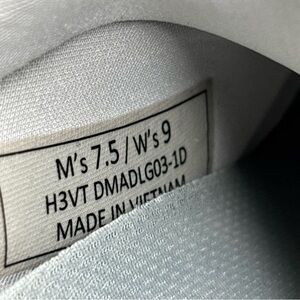 M's 7.5 / W's 9
H3VT DMADLG03-1D
MADE IN VIETNAM